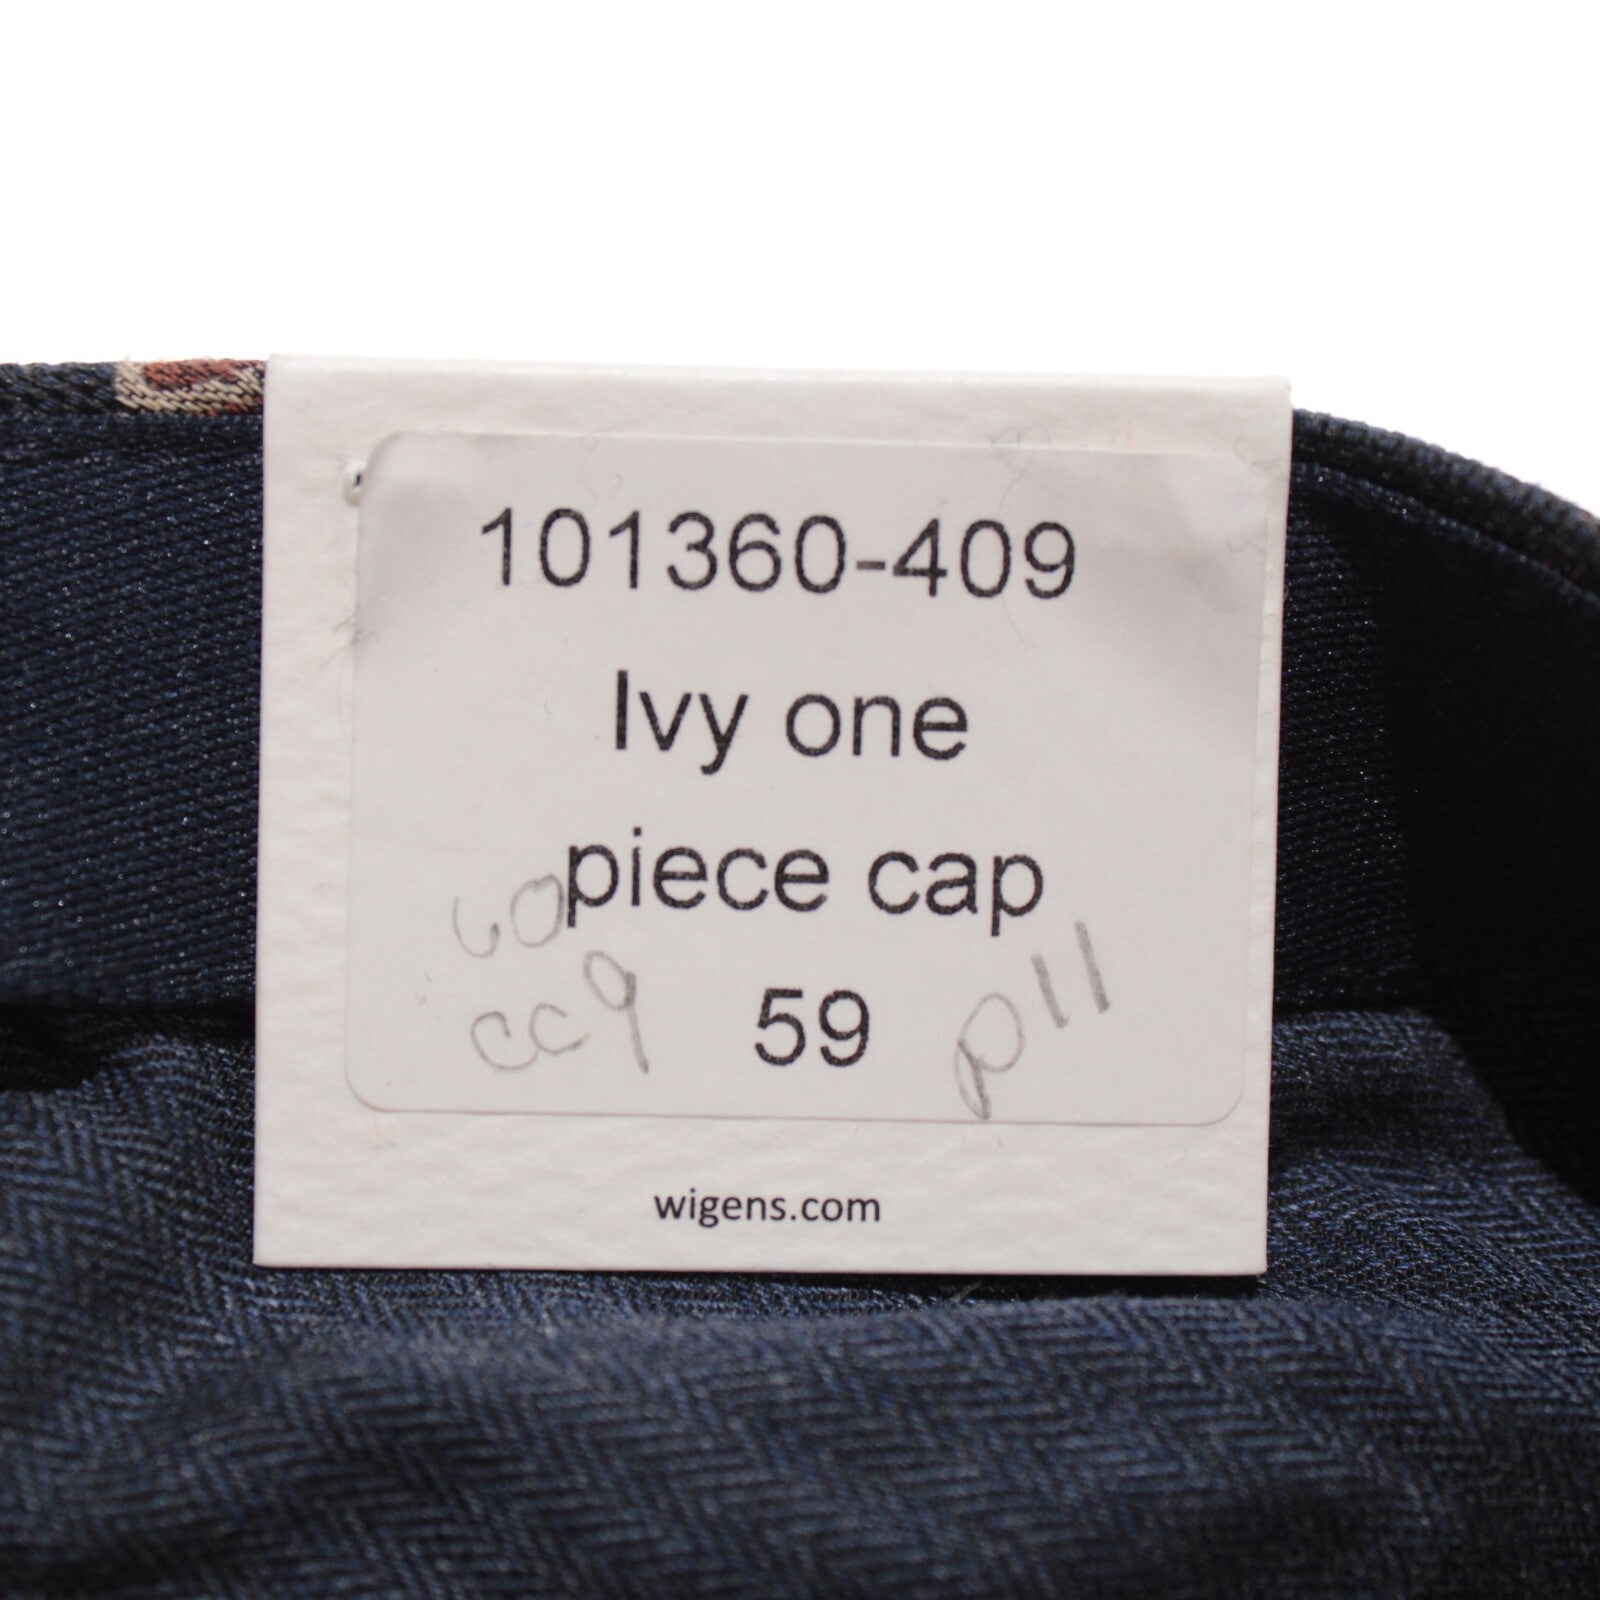 101360-409
Ivy one
piece cap
60
cc9
59
p11
wigens.com